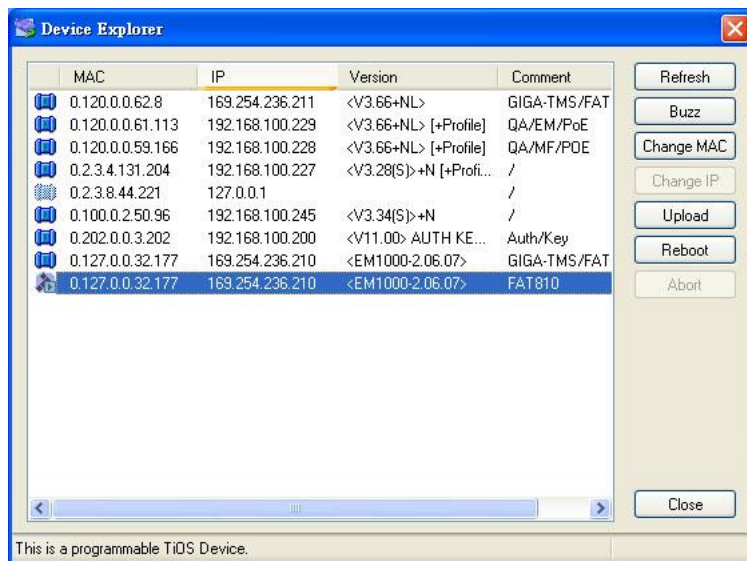 Device Explorer
MAC IP Version Comment
0.120.0.0.62.8 169.254.236.211 <V3.66+NL> GIGA-TMS/FAT
0.120.0.0.61.113 192.168.100.229 <V3.66+NL> [+Profile] QA/EM/PoE
0.120.0.0.59.166 192.168.100.228 <V3.66+NL> [+Profile] QA/MF/POE
0.2.3.4.131.204 192.168.100.227 <V3.28(S)>+N [+Profi... /
0.2.3.8.44.221 127.0.0.1 /
0.100.0.2.50.96 192.168.100.245 <V3.34(S)>+N /
0.202.0.0.3.202 192.168.100.200 <V11.00> AUTH KE... Auth/Key
0.127.0.0.32.177 169.254.236.210 <EM1000-2.06.07> GIGA-TMS/FAT
0.127.0.0.32.177 169.254.236.210 <EM1000-2.06.07> FAT810
Refresh
Buzz
Change MAC
Change IP
Upload
Reboot
Abort
Close
This is a programmable TiOS Device.